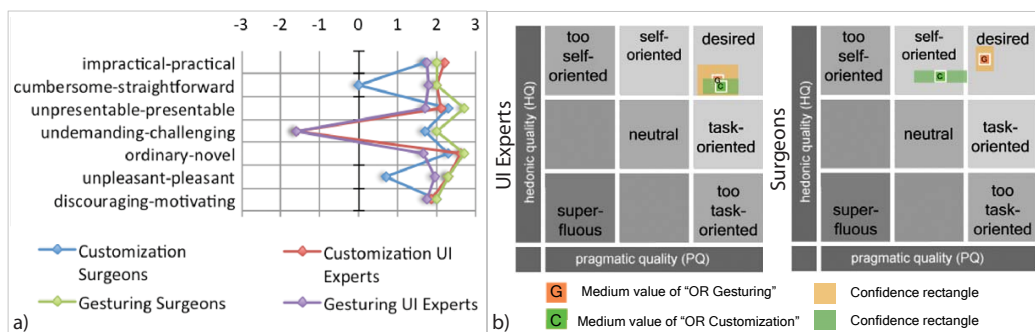 -3 -2 -1 0 1 2 3
impractical-practical
cumbersome-straightforward
unpresentable-presentable
undemanding-challenging
ordinary-novel
unpleasant-pleasant
discouraging-motivating
Customization
Surgeons
Customization UI
Experts
Gesturing Surgeons
Gesturing UI Experts
a)
b)
UI Experts
hedonic quality (HQ)
too
self-
oriented
self-
oriented
desired
G
C
neutral
task-
oriented
super-
fluous
too
task-
oriented
pragmatic quality (PQ)
Surgeons
hedonic quality (HQ)
too
self-
oriented
self-
oriented
desired
G
C
neutral
task-
oriented
super-
fluous
too
task-
oriented
pragmatic quality (PQ)
G Medium value of “OR Gesturing”
Confidence rectangle
C Medium value of “OR Customization”
Confidence rectangle